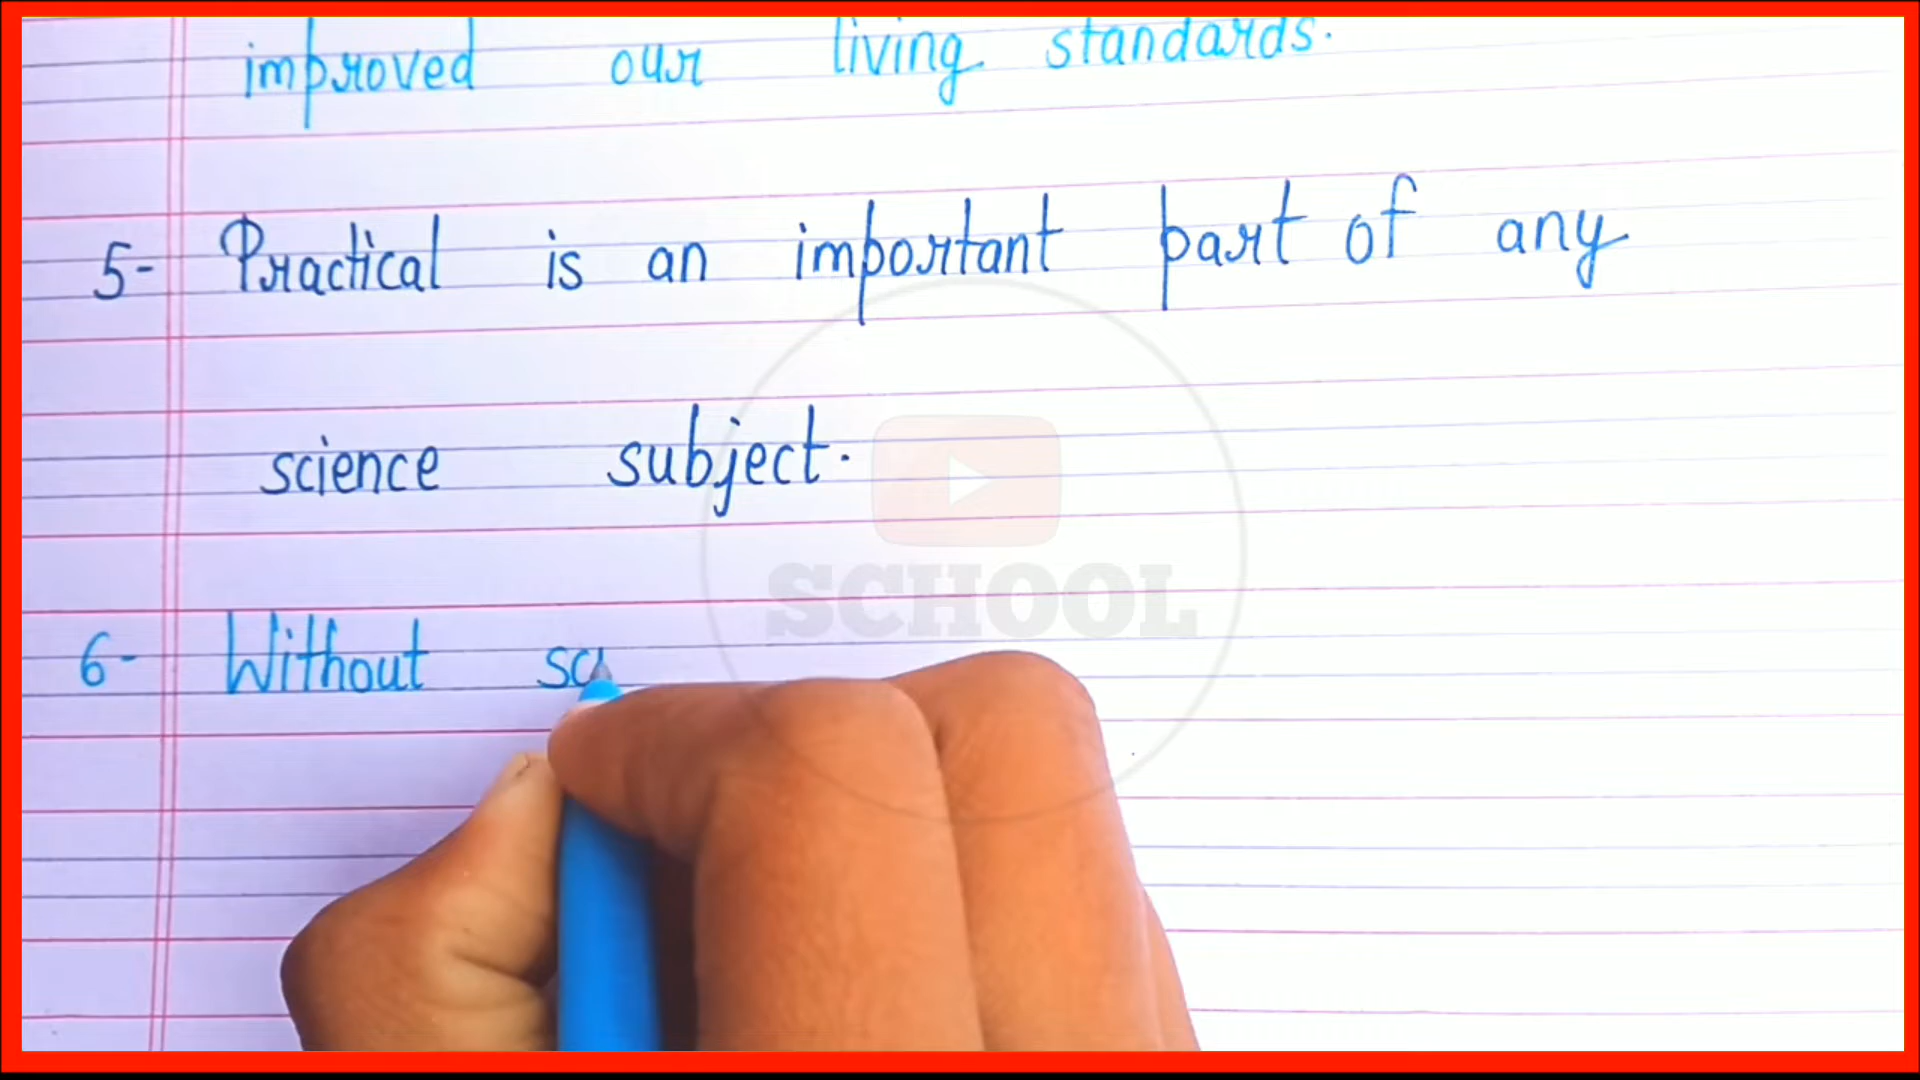 improved our living standards.
5- Practical is an important part of any
science subject.
SCHOOL
6- Without